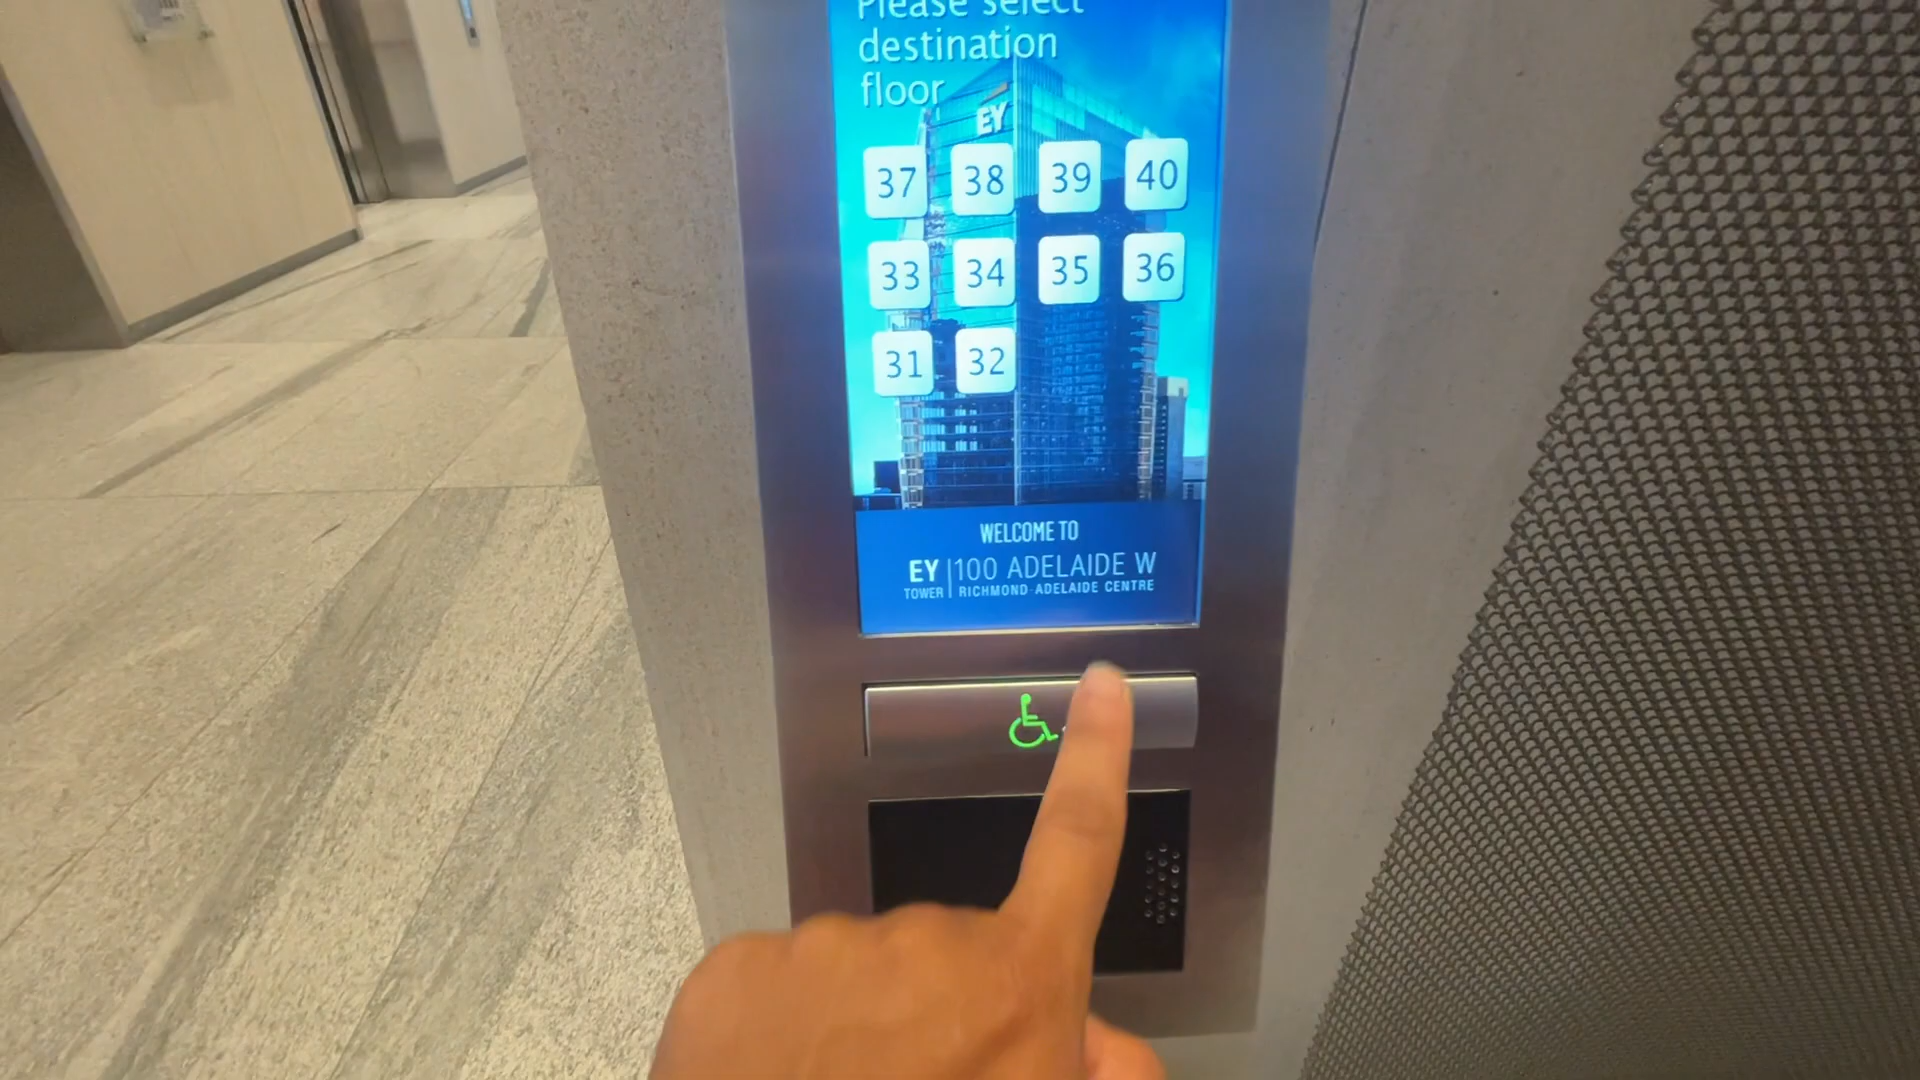 Please select
destination
floor
EY
37 38 39 40
33 34 35 36
31 32
WELCOME TO
EY | 100 ADELAIDE W
TOWER | RICHMOND-ADELAIDE CENTRE